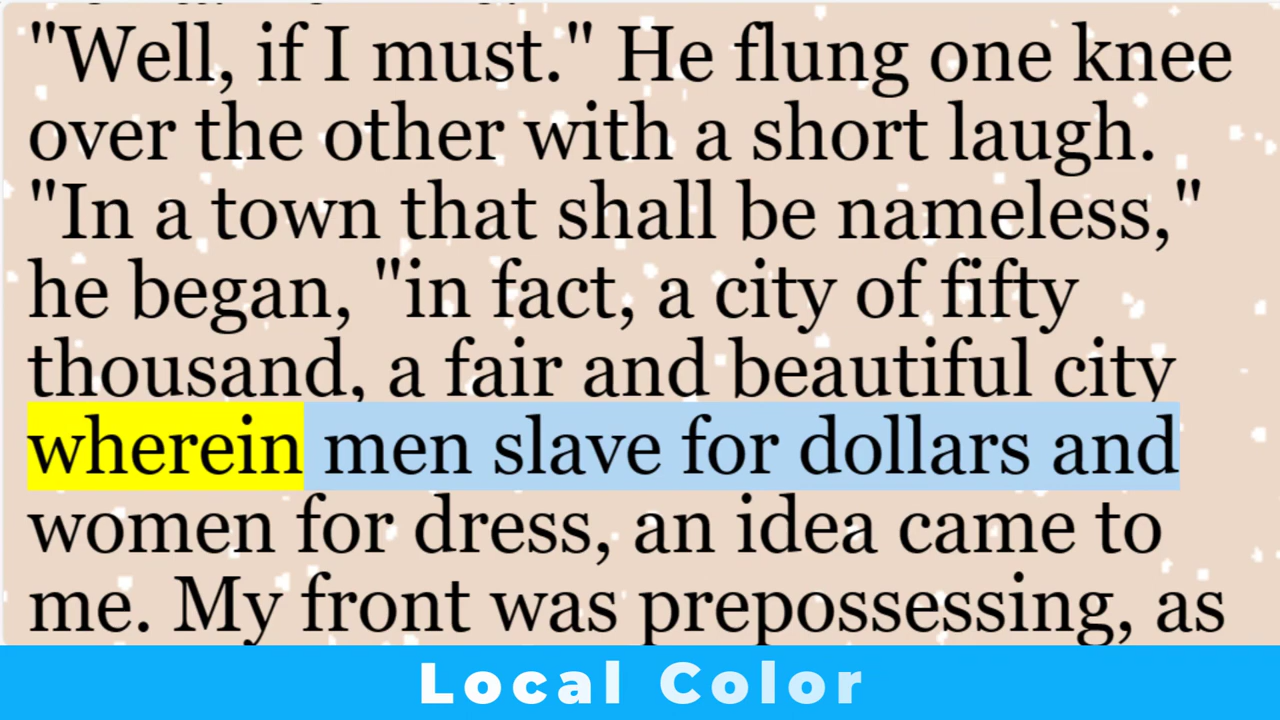 "Well, if I must." He flung one knee
over the other with a short laugh.
"In a town that shall be nameless,"
he began, "in fact, a city of fifty
thousand, a fair and beautiful city
wherein men slave for dollars and
women for dress, an idea came to
me. My front was prepossessing, as
Local Color